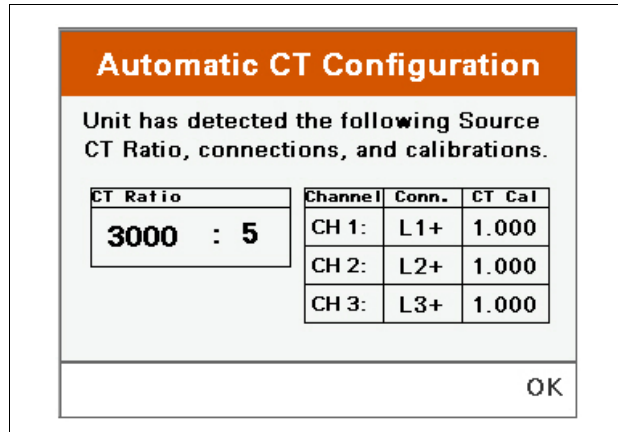 Automatic CT Configuration
Unit has detected the following Source
CT Ratio, connections, and calibrations.
CT Ratio
3000 : 5
Channel Conn. CT Cal
CH 1: L1+ 1.000
CH 2: L2+ 1.000
CH 3: L3+ 1.000
OK